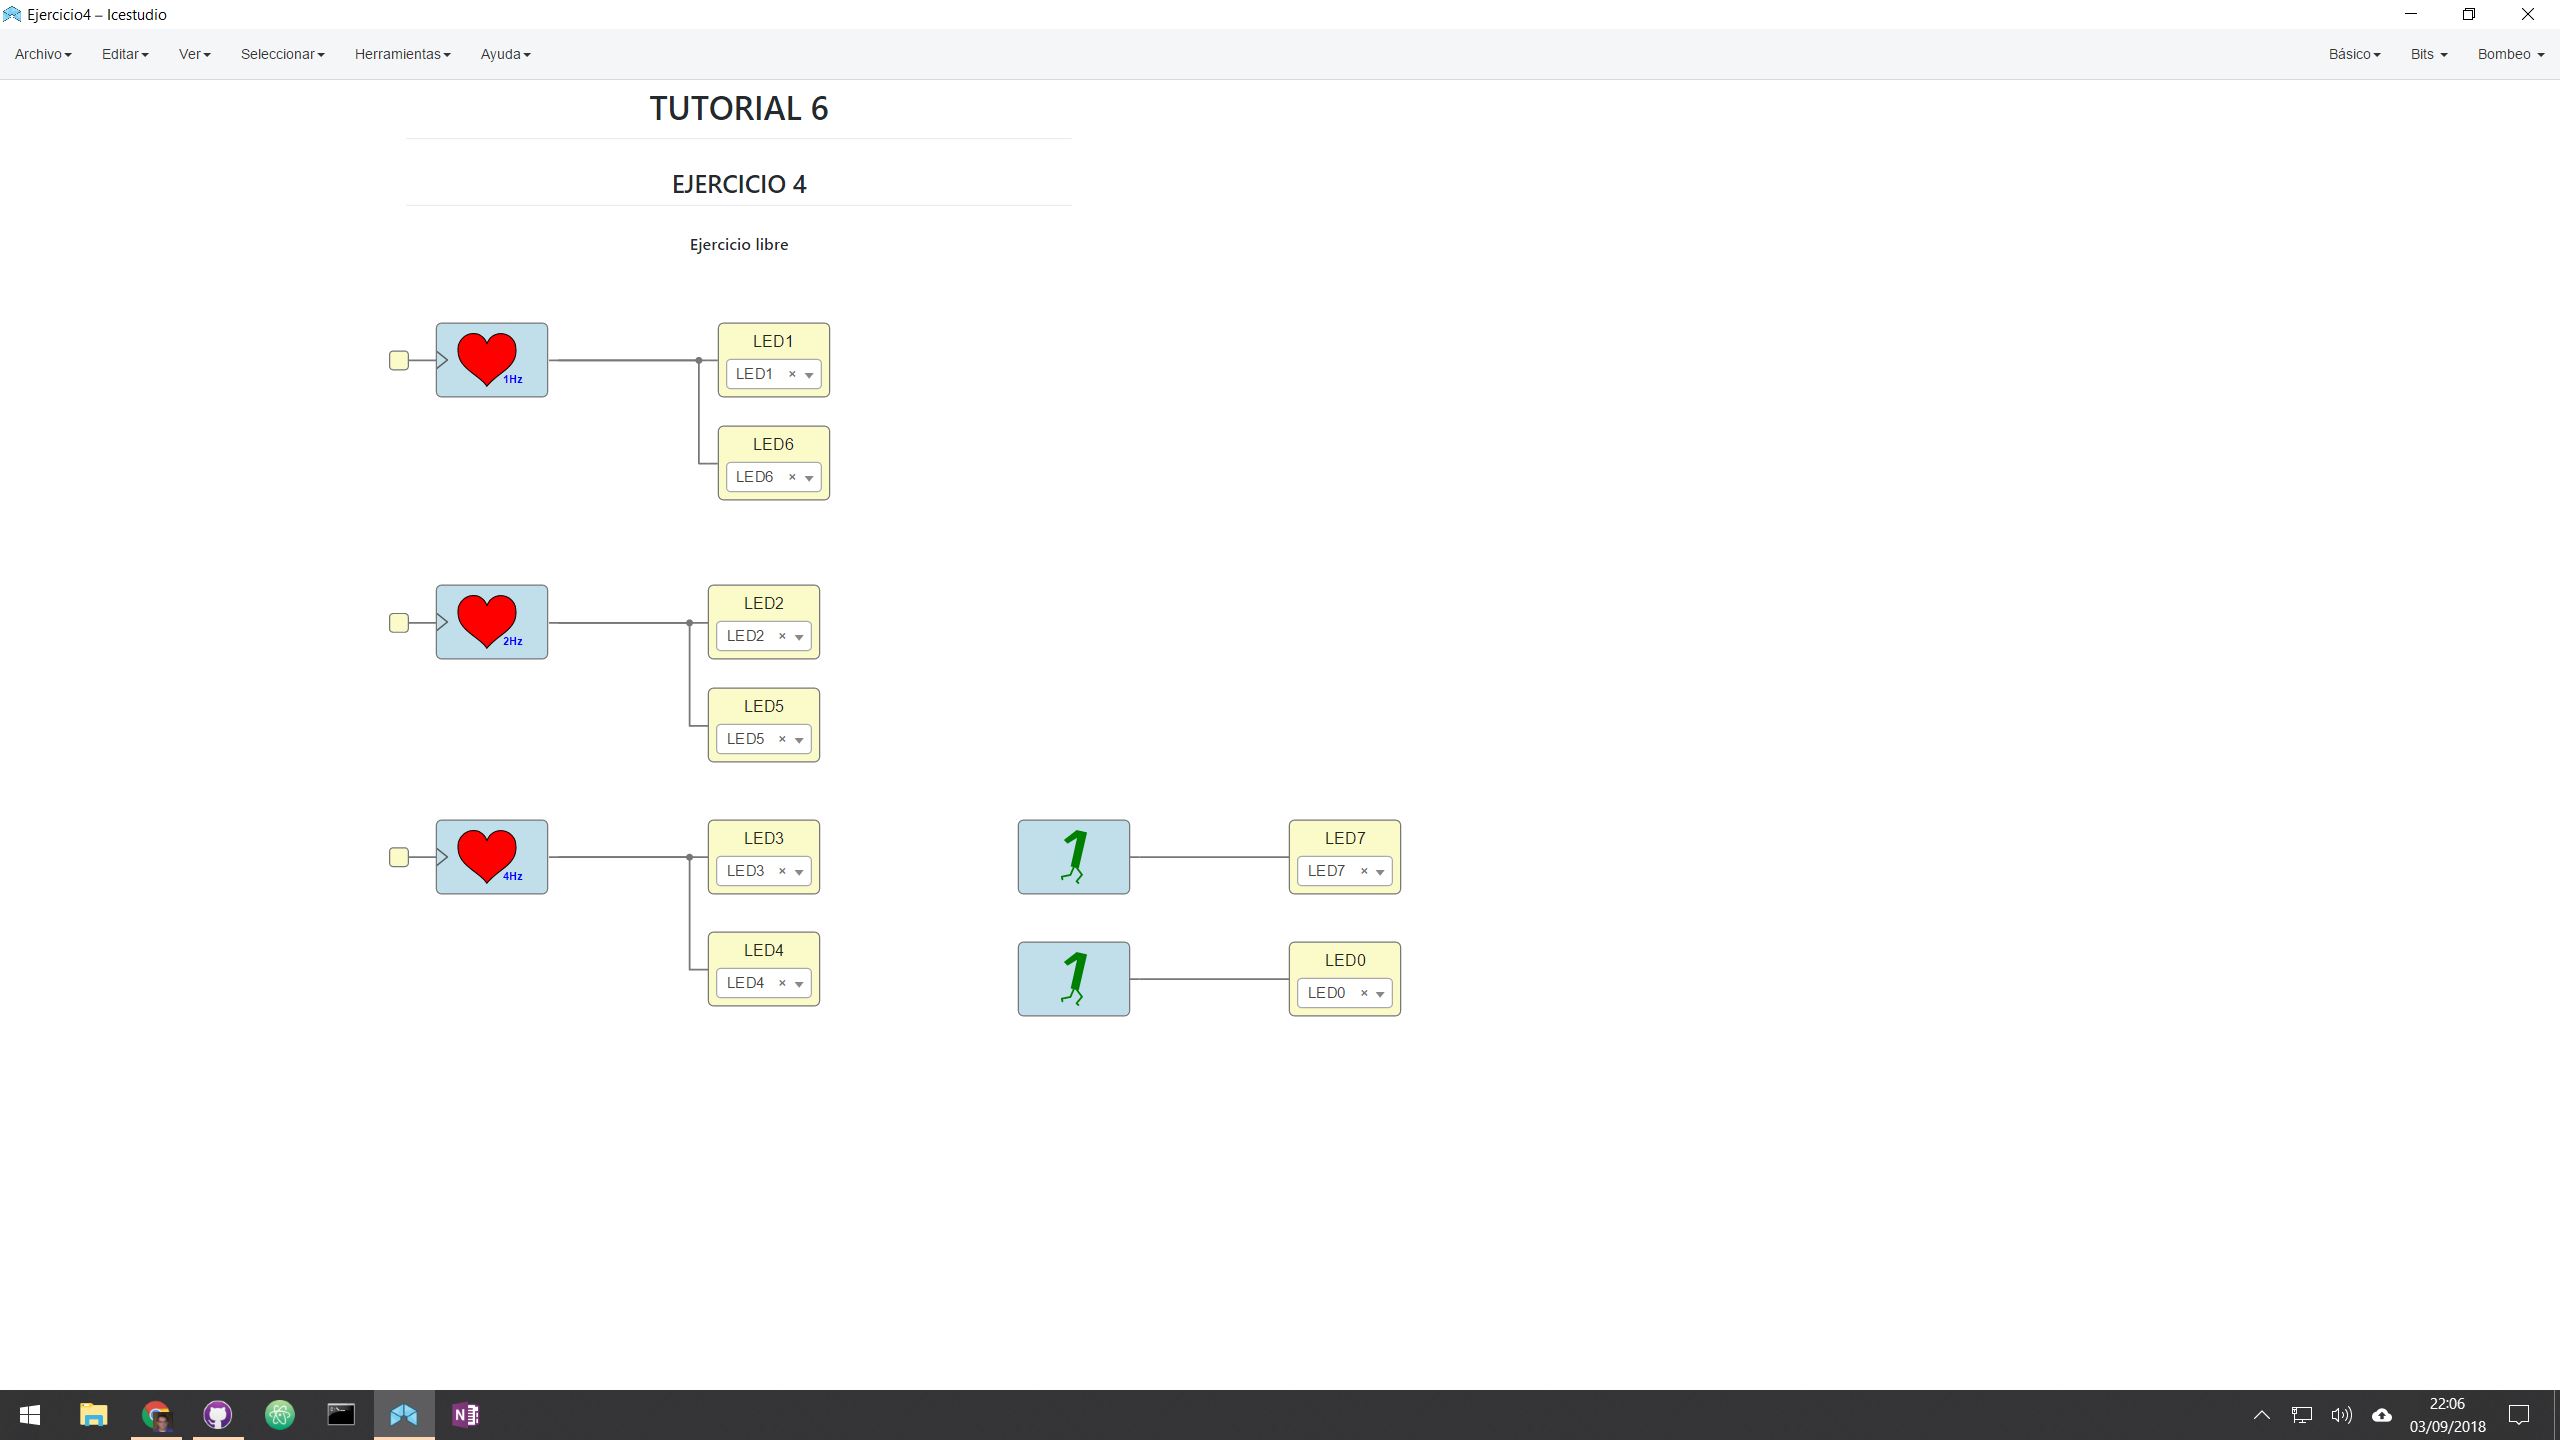 Ejercicio4 – Icestudio
Archivo Editar Ver Seleccionar Herramientas Ayuda Básico Bits Bombeo
TUTORIAL 6
EJERCICIO 4
Ejercicio libre
1Hz
LED1
LED1 ×
LED6
LED6 ×
2Hz
LED2
LED2 ×
LED5
LED5 ×
4Hz
LED3
LED3 ×
LED4
LED4 ×
1
LED7
LED7 ×
1
LED0
LED0 ×
N
22:06
03/09/2018